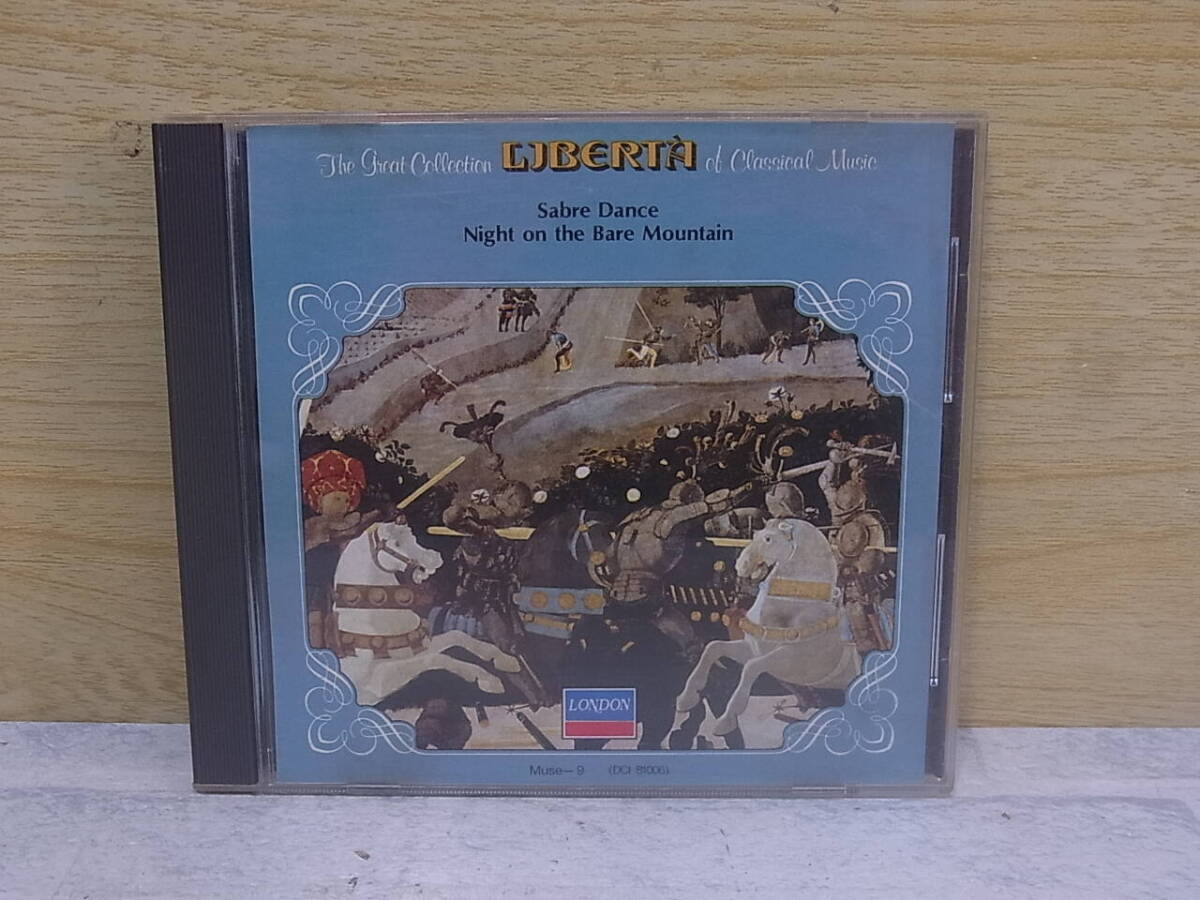 The Great Collection LIBERTÀ of Classical Music
Sabre Dance
Night on the Bare Mountain
LONDON
Muse—9 (DCI-81006)